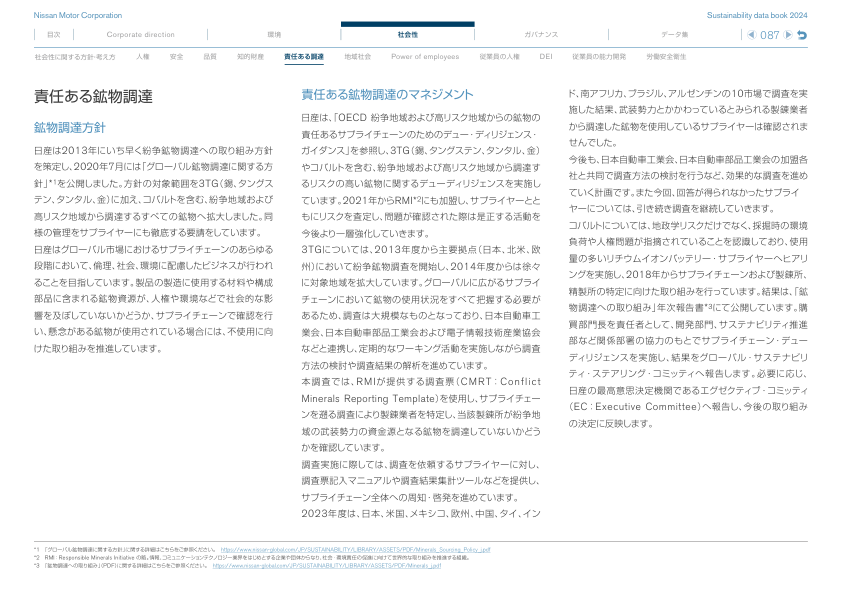 Nissan Motor Corporation
Sustainability data book 2024
目次
Corporate direction
環境
社会性
ガバナンス
データ集
087
社会性に関する方針・考え方
人権
安全
品質
知的財産
責任ある調達
地域社会
Power of employees
従業員の人権
DEI
従業員の能力開発
労働安全衛生
責任ある鉱物調達
鉱物調達方針
日産は2013年にいち早く紛争鉱物調達への取り組み方針
を策定し、2020年7月には「グローバル鉱物調達に関する方
針」*1を公開しました。方針の対象範囲を3TG（錫、タングス
テン、タンタル、金）に加え、コバルトを含む、紛争地域および
高リスク地域から調達するすべての鉱物へ拡大しました。同
様の管理をサプライヤーにも徹底する要請をしています。
日産はグローバル市場におけるサプライチェーンのあらゆる
段階において、倫理、社会、環境に配慮したビジネスが行われ
ることを目指しています。製品の製造に使用する材料や構成
部品に含まれる鉱物資源が、人権や環境などで社会的な影
響を及ぼしていないかどうか、サプライチェーンで確認を行
い、懸念がある鉱物が使用されている場合には、不使用に向
けた取り組みを推進しています。
責任ある鉱物調達のマネジメント
日産は、「OECD 紛争地域および高リスク地域からの鉱物の
責任あるサプライチェーンのためのデュー・ディリジェンス・
ガイダンス」を参照し、3TG（錫、タングステン、タンタル、金）
やコバルトを含む、紛争地域および高リスク地域から調達す
るリスクの高い鉱物に関するデューディリジェンスを実施し
ています。2021年からRMI*2にも加盟し、サプライヤーとと
もにリスクを査定し、問題が確認された際は是正する活動を
今後より一層強化していきます。
3TGについては、2013年度から主要拠点（日本、北米、欧
州）において紛争鉱物調査を開始し、2014年度からは徐々
に対象地域を拡大しています。グローバルに広がるサプライ
チェーンにおいて鉱物の使用状況をすべて把握する必要が
あるため、調査は大規模なものとなっており、日本自動車工
業会、日本自動車部品工業会および電子情報技術産業協会
などと連携し、定期的なワーキング活動を実施しながら調査
方法の検討や調査結果の解析を進めています。
本調査では、RMIが提供する調査票（CMRT：Conflict
Minerals Reporting Template）を使用し、サプライチェー
ンを遡る調査により製錬業者を特定し、当該製錬所が紛争地
域の武装勢力の資金源となる鉱物を調達していないかどう
かを確認しています。
調査実施に際しては、調査を依頼するサプライヤーに対し、
調査票記入マニュアルや調査結果集計ツールなどを提供し、
サプライチェーン全体への周知・啓発を進めています。
2023年度は、日本、米国、メキシコ、欧州、中国、タイ、イン
ド、南アフリカ、ブラジル、アルゼンチンの10市場で調査を実
施した結果、武装勢力とかかわっているとみられる製錬業者
から調達した鉱物を使用しているサプライヤーは確認されま
せんでした。
今後も、日本自動車工業会、日本自動車部品工業会の加盟各
社と共同で調査方法の検討を行うなど、効果的な調査を進め
ていく計画です。また今回、回答が得られなかったサプライ
ヤーについては、引き続き調査を継続していきます。
コバルトについては、地政学リスクだけでなく、採掘時の環境
負荷や人権問題が指摘されていることを認識しており、使用
量の多いリチウムイオンバッテリー・サプライヤーへヒアリ
ングを実施し、2018年からサプライチェーンおよび製錬所、
精製所の特定に向けた取り組みを行っています。結果は、「鉱
物調達への取り組み」年次報告書*3にて公開しています。購
買部門長を責任者として、開発部門、サステナビリティ推進
部など関係部署の協力のもとでサプライチェーン・デュー
ディリジェンスを実施し、結果をグローバル・サステナビリ
ティ・ステアリング・コミッティへ報告します。必要に応じ、
日産の最高意思決定機関であるエグゼクティブ・コミッティ
（EC：Executive Committee）へ報告し、今後の取り組み
の決定に反映します。
*1 「グローバル鉱物調達に関する方針」に関する詳細はこちらをご参照ください。 https://www.nissan-global.com/JP/SUSTAINABILITY/LIBRARY/ASSETS/PDF/Minerals_Sourcing_Policy_j.pdf
*2 RMI：Responsible Minerals Initiativeの略。情報、コミュニケーションテクノロジー業界をはじめとする企業や団体からなり、社会・環境責任の促進に向けて世界的な取り組みを推進する組織。
*3 「鉱物調達への取り組み」（PDF）に関する詳細はこちらをご参照ください。 https://www.nissan-global.com/JP/SUSTAINABILITY/LIBRARY/ASSETS/PDF/Minerals_j.pdf